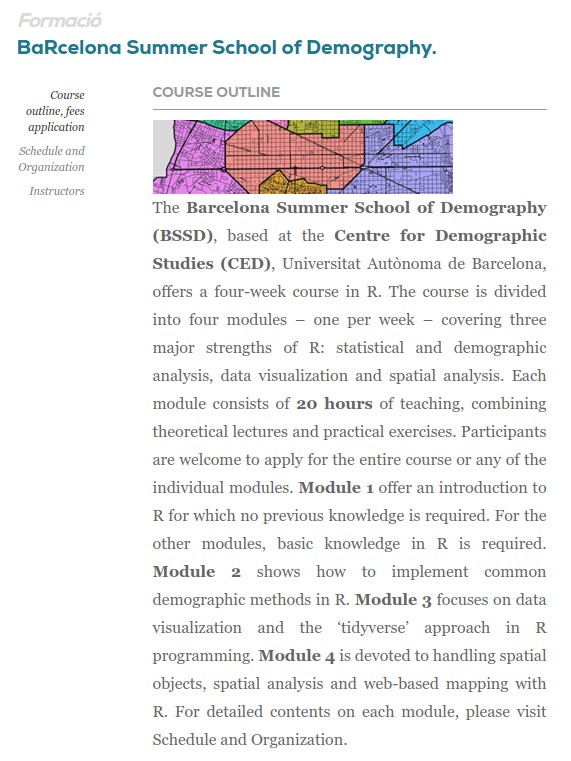 Formació
BaRcelona Summer School of Demography.
Course
outline, fees
application
Schedule and
Organization
Instructors
COURSE OUTLINE
The Barcelona Summer School of Demography
(BSSD), based at the Centre for Demographic
Studies (CED), Universitat Autònoma de Barcelona,
offers a four-week course in R. The course is divided
into four modules – one per week – covering three
major strengths of R: statistical and demographic
analysis, data visualization and spatial analysis. Each
module consists of 20 hours of teaching, combining
theoretical lectures and practical exercises. Participants
are welcome to apply for the entire course or any of the
individual modules. Module 1 offer an introduction to
R for which no previous knowledge is required. For the
other modules, basic knowledge in R is required.
Module 2 shows how to implement common
demographic methods in R. Module 3 focuses on data
visualization and the ‘tidyverse’ approach in R
programming. Module 4 is devoted to handling spatial
objects, spatial analysis and web-based mapping with
R. For detailed contents on each module, please visit
Schedule and Organization.